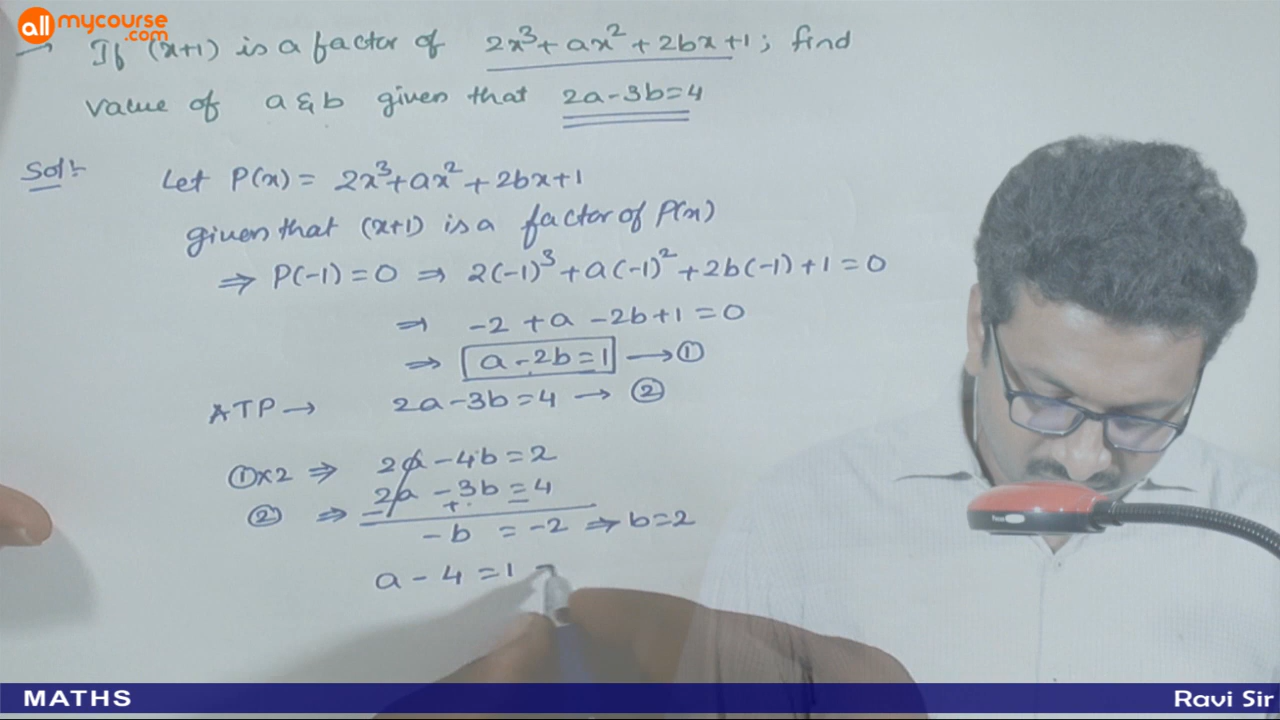 allmycourse.com
→ If (x+1) is a factor of 2x³+ax²+2bx+1; find
value of a & b given that 2a-3b=4
Sol:-
Let P(x) = 2x³+ax²+2bx+1
given that (x+1) is a factor of P(x)
⇒ P(-1)=0 ⇒ 2(-1)³+a(-1)²+2b(-1)+1=0
⇒ -2+a-2b+1=0
⇒ a-2b=1 → ①
ATP → 2a-3b=4 → ②
①×2 ⇒ 2a-4b=2
② ⇒ 2a-3b=4
- + -
-b = -2 ⇒ b=2
a-4=1
MATHS
Ravi Sir